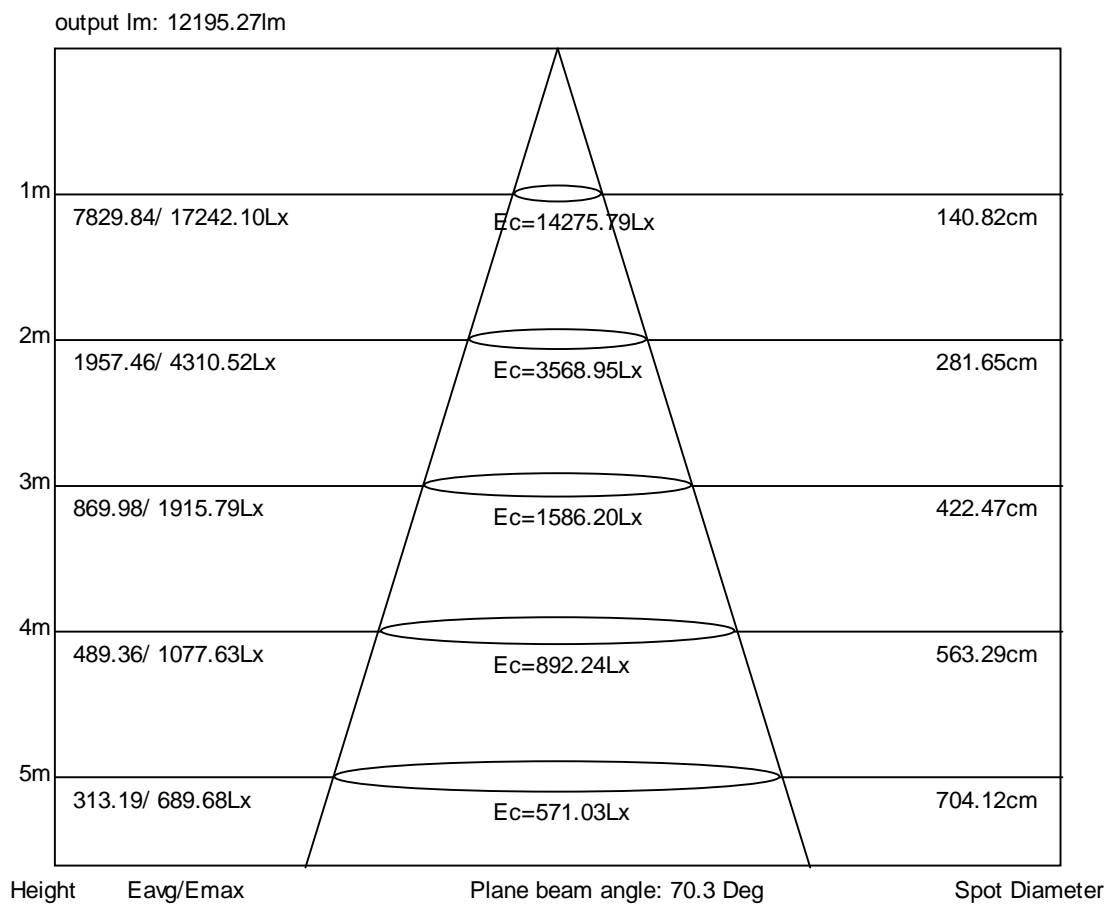 output lm: 12195.27lm
1m
7829.84/ 17242.10Lx
Ec=14275.79Lx
140.82cm
2m
1957.46/ 4310.52Lx
Ec=3568.95Lx
281.65cm
3m
869.98/ 1915.79Lx
Ec=1586.20Lx
422.47cm
4m
489.36/ 1077.63Lx
Ec=892.24Lx
563.29cm
5m
313.19/ 689.68Lx
Ec=571.03Lx
704.12cm
Height Eavg/Emax Plane beam angle: 70.3 Deg Spot Diameter